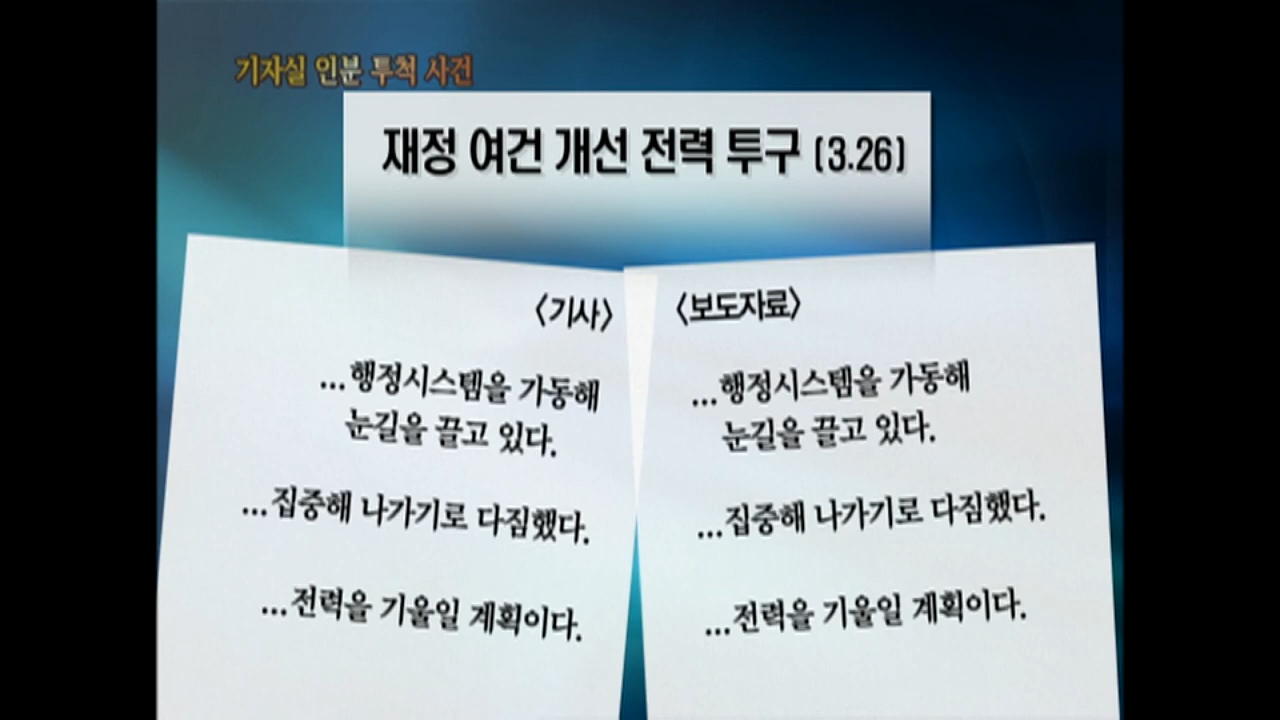 기자실 인분 투척 사건
재정 여건 개선 전력 투구 (3.26)
〈기사〉
...행정시스템을 가동해
눈길을 끌고 있다.
...집중해 나가기로 다짐했다.
...전력을 기울일 계획이다.
〈보도자료〉
...행정시스템을 가동해
눈길을 끌고 있다.
...집중해 나가기로 다짐했다.
...전력을 기울일 계획이다.